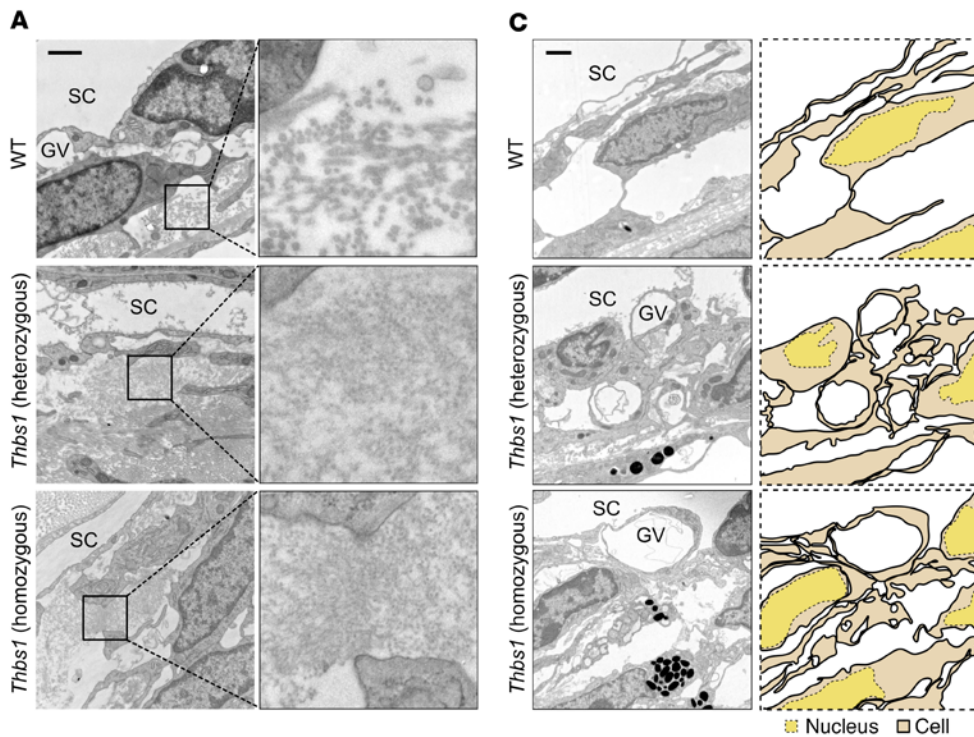 A
C
WT
SC
GV
WT
SC
Thbs1 (heterozygous)
SC
Thbs1 (heterozygous)
SC
GV
Thbs1 (homozygous)
SC
Thbs1 (homozygous)
SC
GV
Nucleus
Cell